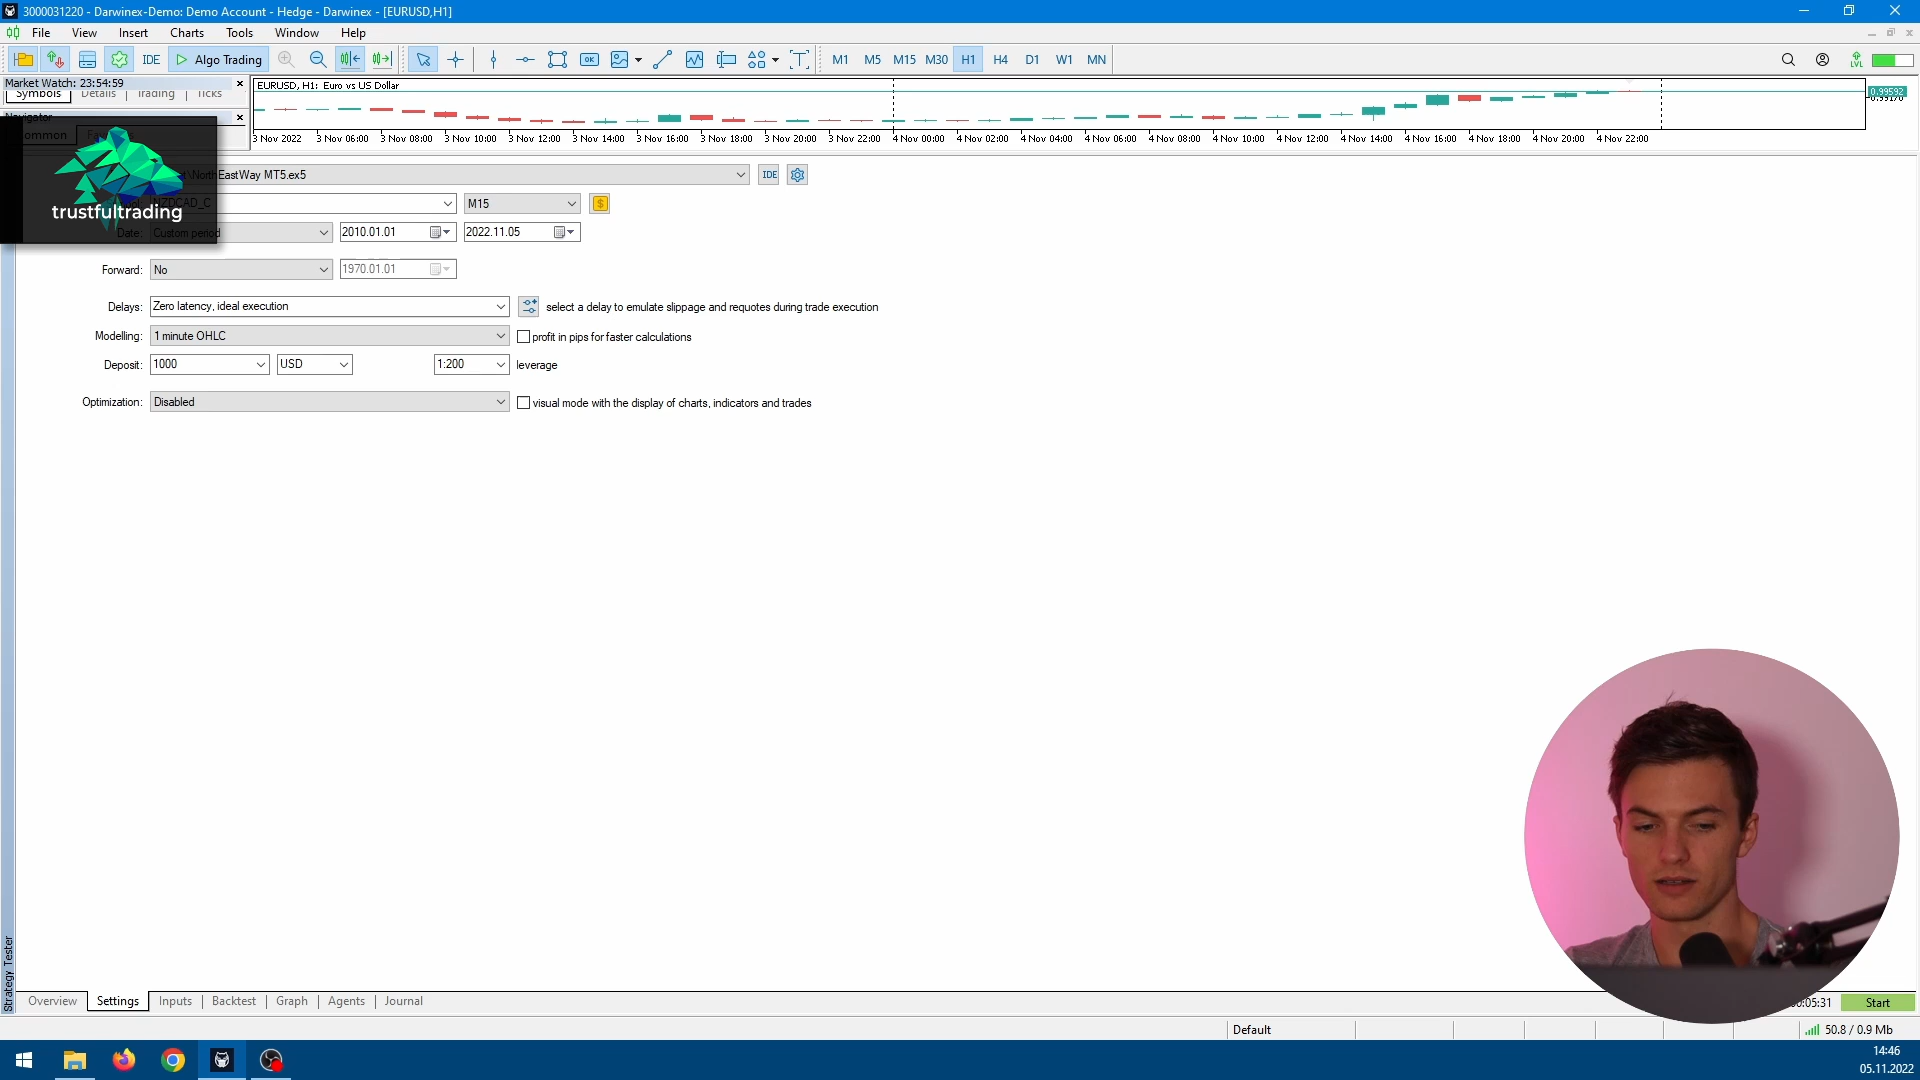 3000031220 - Darwinex-Demo: Demo Account - Hedge - Darwinex - [EURUSD,H1]
File View Insert Charts Tools Window Help
IDE Algo Trading OK T M1 M5 M15 M30 H1 H4 D1 W1 MN LVL
Market Watch: 23:54:59
Symbols Details Trading Ticks
EURUSD, H1: Euro vs US Dollar
0.99592
Navigator
3 Nov 2022 3 Nov 06:00 3 Nov 08:00 3 Nov 10:00 3 Nov 12:00 3 Nov 14:00 3 Nov 16:00 3 Nov 18:00 3 Nov 20:00 3 Nov 22:00 4 Nov 00:00 4 Nov 02:00 4 Nov 04:00 4 Nov 06:00 4 Nov 08:00 4 Nov 10:00 4 Nov 12:00 4 Nov 14:00 4 Nov 16:00 4 Nov 18:00 4 Nov 20:00 4 Nov 22:00
NorthEastWay MT5.ex5 IDE
trustfultrading
NZDCAD_C M15 $
Date: Custom period 2010.01.01 2022.11.05
Forward: No 1970.01.01
Delays: Zero latency, ideal execution select a delay to emulate slippage and requotes during trade execution
Modelling: 1 minute OHLC profit in pips for faster calculations
Deposit: 1000 USD 1:200 leverage
Optimization: Disabled visual mode with the display of charts, indicators and trades
Strategy Tester
Overview Settings Inputs Backtest Graph Agents Journal
:05:31 Start
Default 50.8 / 0.9 Mb
14:46
05.11.2022